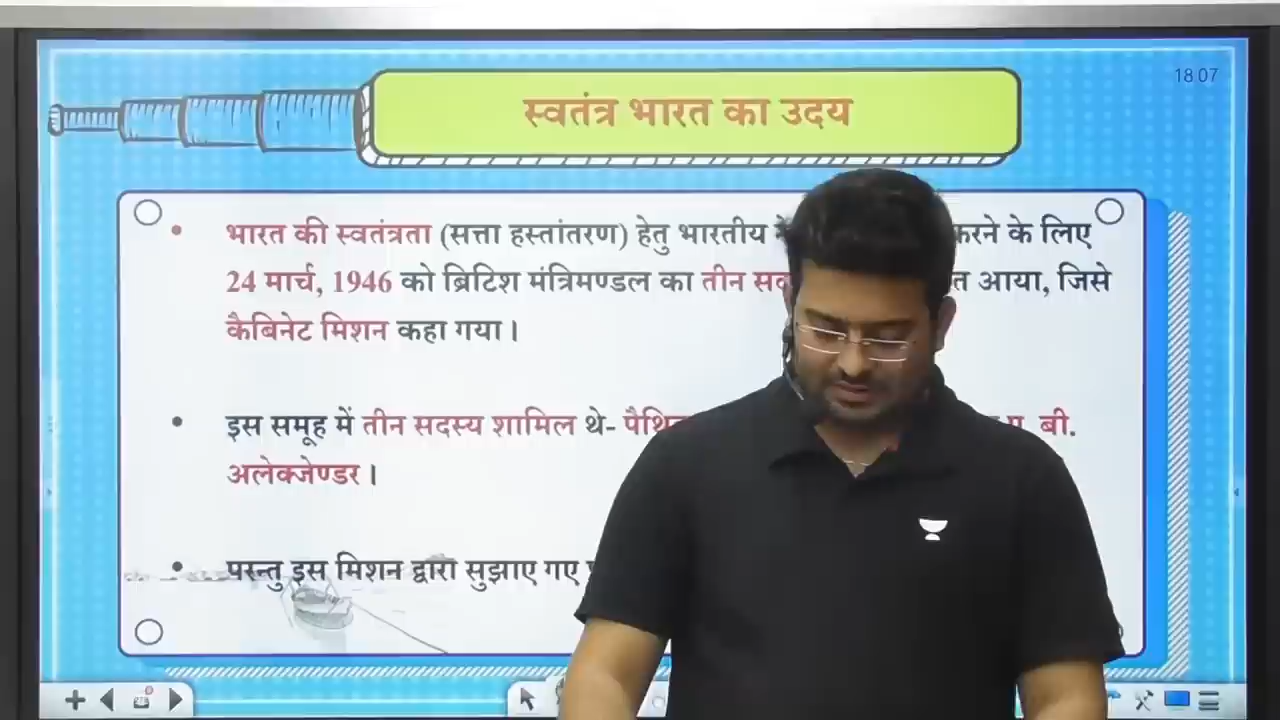 18 07
स्वतंत्र भारत का उदय
भारत की स्वतंत्रता (सत्ता हस्तांतरण) हेतु भारतीय करने के लिए
24 मार्च, 1946 को ब्रिटिश मंत्रिमण्डल का तीन आया, जिसे
कैबिनेट मिशन कहा गया।
इस समूह में तीन सदस्य शामिल थे- बी.
अलेक्जेण्डर।
परन्तु इस मिशन द्वारा सुझाए गए